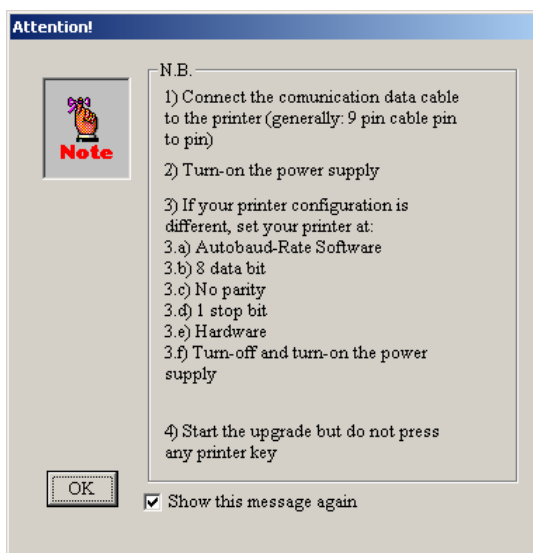 Attention!
N.B.
1) Connect the comunication data cable
to the printer (generally: 9 pin cable pin
to pin)
2) Turn-on the power supply
3) If your printer configuration is
different, set your printer at:
3.a) Autobaud-Rate Software
3.b) 8 data bit
3.c) No parity
3.d) 1 stop bit
3.e) Hardware
3.f) Turn-off and turn-on the power
supply
4) Start the upgrade but do not press
any printer key
Note
OK
Show this message again